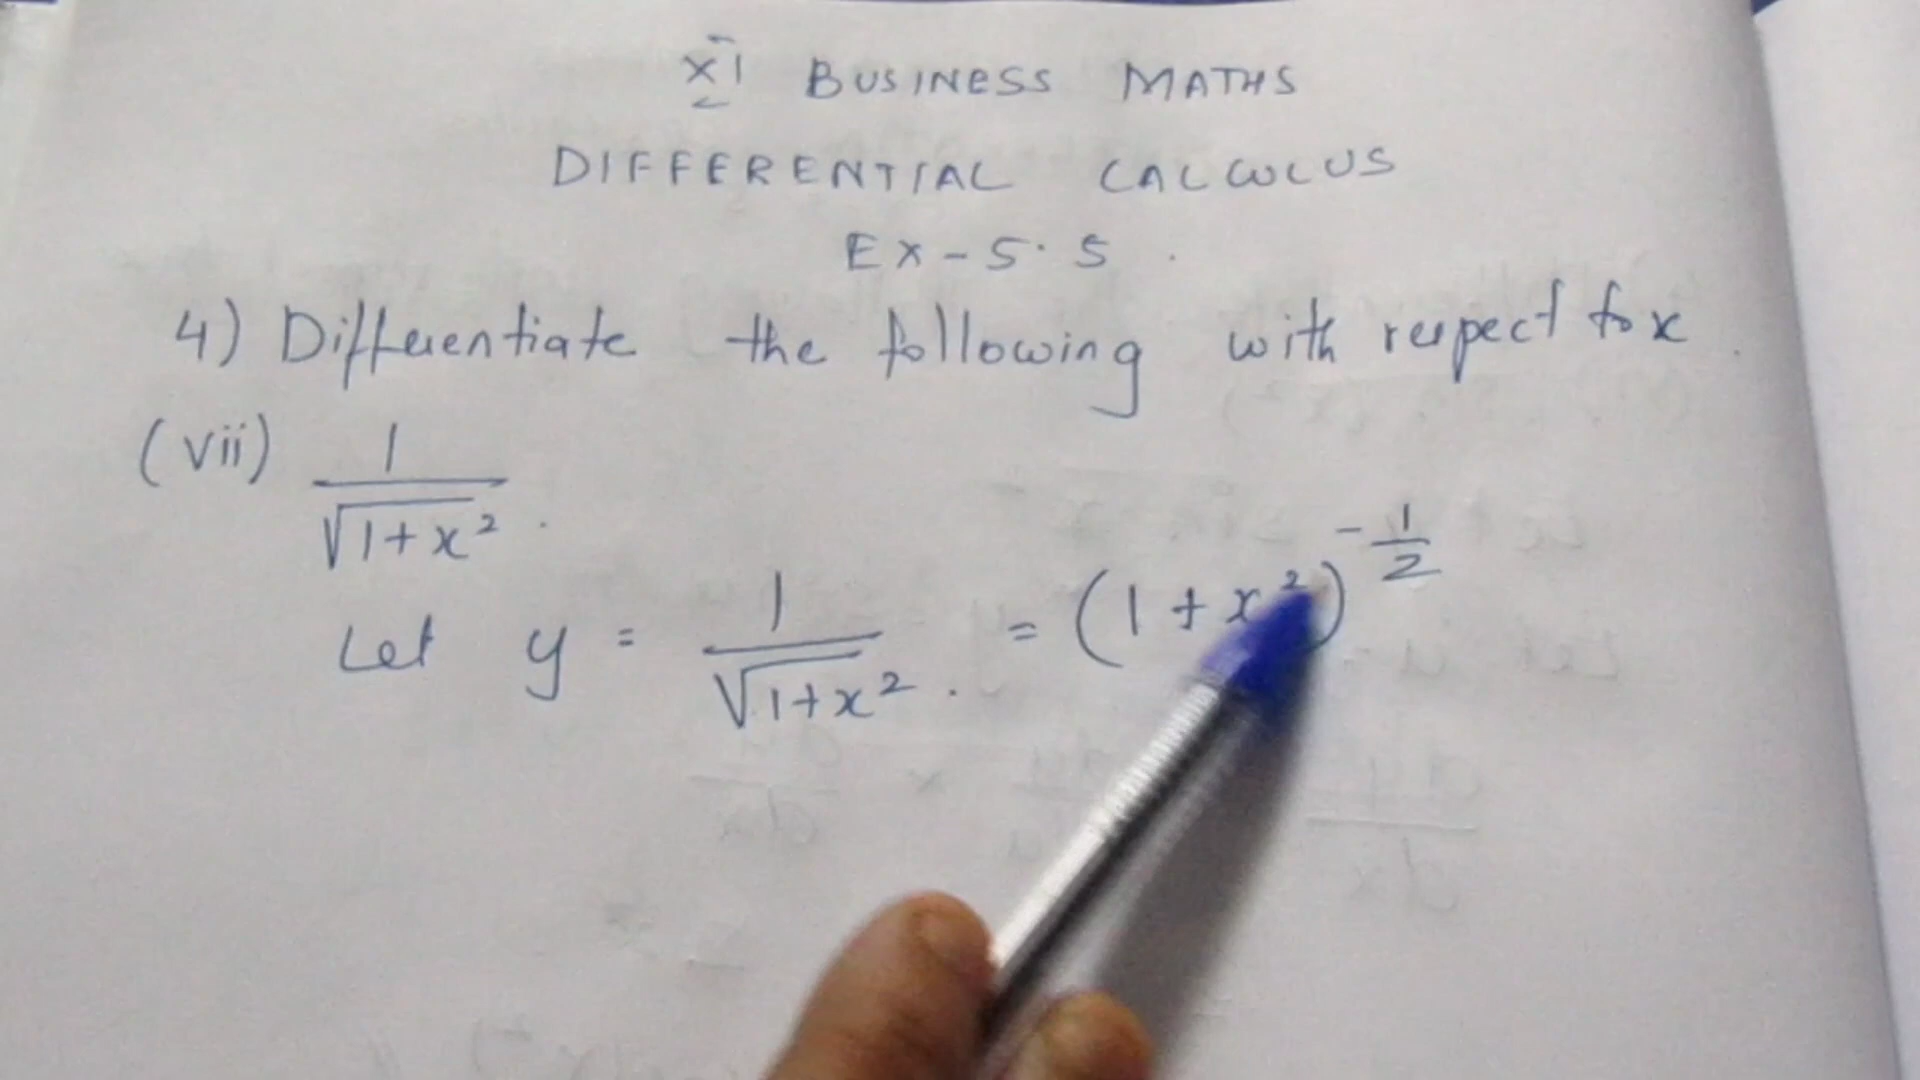 XI BUSINESS MATHS
DIFFERENTIAL CALCULUS
EX-5.5.
4) Differentiate the following with respect to x.
(vii) 1/√(1+x²).
Let y = 1/√(1+x²). = (1+x²)^(-1/2)